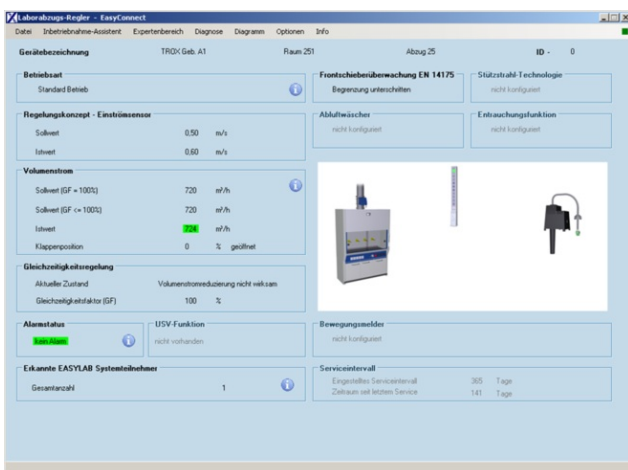 Laborabzugs-Regler - EasyConnect
Datei Inbetriebnahme-Assistent Expertenbereich Diagnose Diagramm Optionen Info
Gerätebezeichnung TROX Geb. A1 Raum 251 Abzug 25 ID - 0
Betriebsart
Standard Betrieb
Frontschieberüberwachung EN 14175
Begrenzung unterschritten
Stützstrahl-Technologie
nicht konfiguriert
Regelungskonzept - Einströmsensor
Sollwert 0,50 m/s
Istwert 0,60 m/s
Abluftwäscher
nicht konfiguriert
Entrauchungsfunktion
nicht konfiguriert
Volumenstrom
Sollwert (GF = 100%) 720 m³/h
Sollwert (GF <= 100%) 720 m³/h
Istwert 724 m³/h
Klappenposition 0 % geöffnet
Gleichzeitigkeitsregelung
Aktueller Zustand Volumenstromreduzierung nicht wirksam
Gleichzeitigkeitsfaktor (GF) 100 %
Alarmstatus
kein Alarm
USV-Funktion
nicht vorhanden
Bewegungsmelder
nicht konfiguriert
Erkannte EASYLAB Systemteilnehmer
Gesamtanzahl 1
Serviceintervall
Eingestelltes Serviceintervall 365 Tage
Zeitraum seit letztem Service 141 Tage